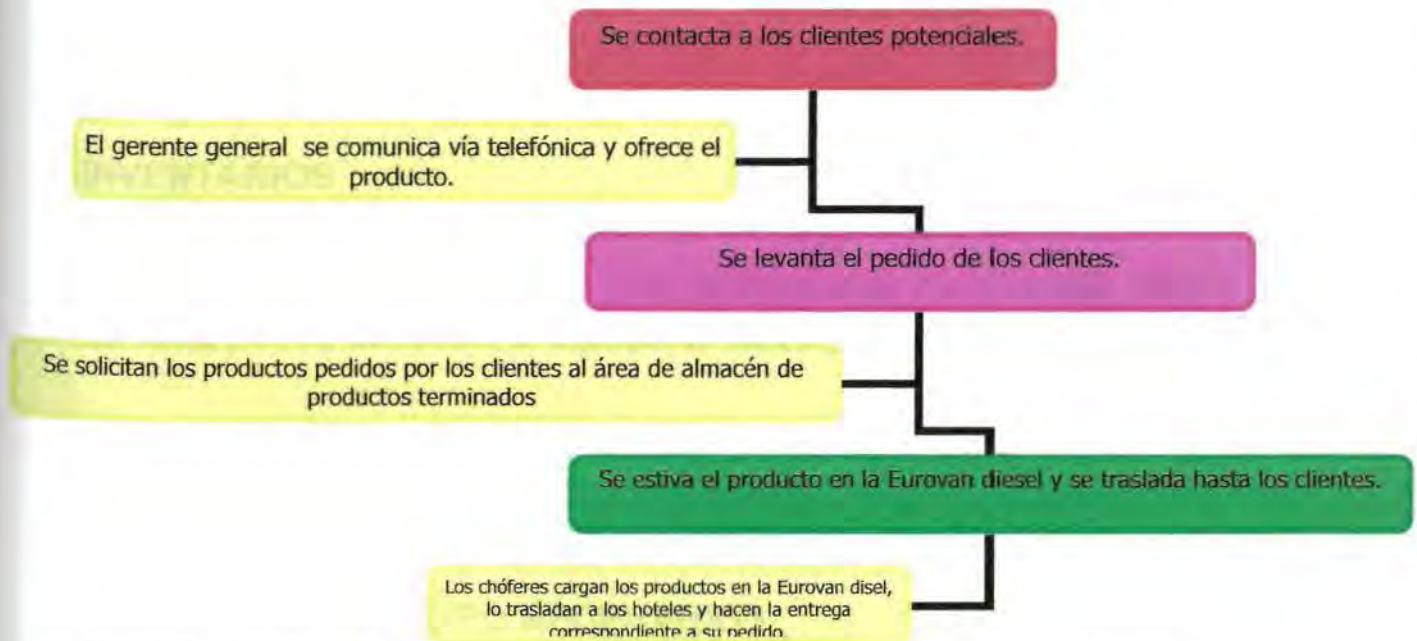 Se contacta a los clientes potenciales.
El gerente general se comunica vía telefónica y ofrece el
producto.
Se levanta el pedido de los clientes.
Se solicitan los productos pedidos por los clientes al área de almacén de
productos terminados
Se estiva el producto en la Eurovan diesel y se traslada hasta los clientes.
Los chóferes cargan los productos en la Eurovan disel,
lo trasladan a los hoteles y hacen la entrega
correspondiente a su pedido.